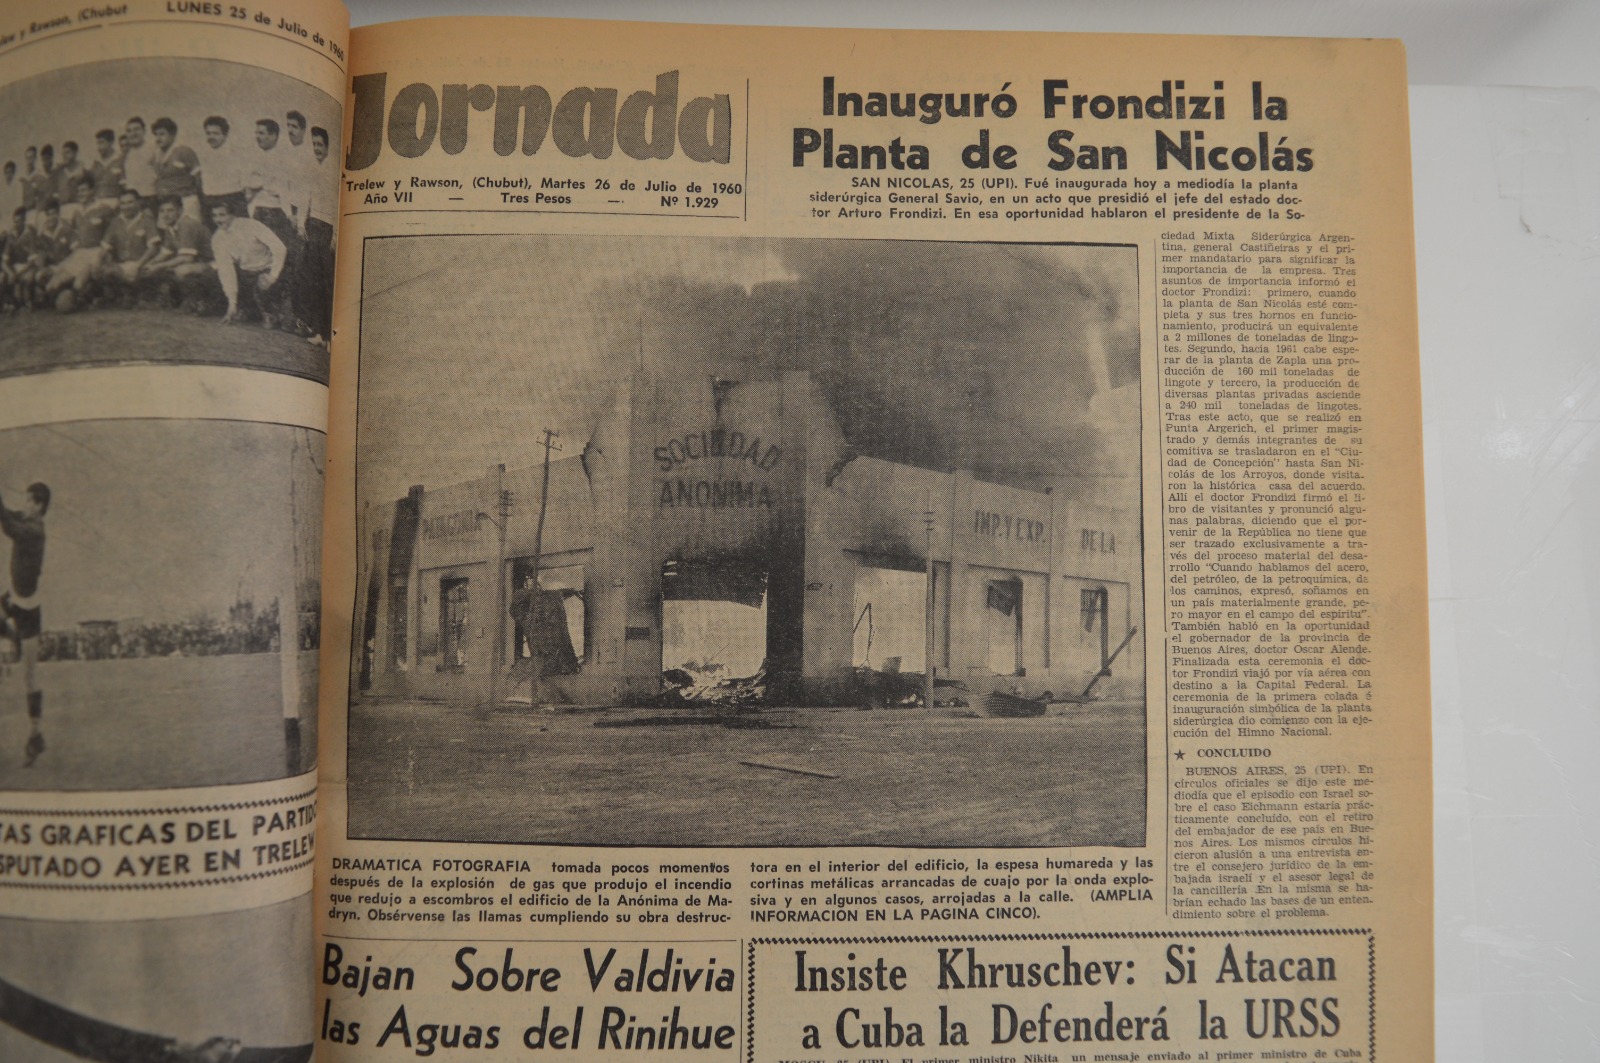 y Rawson, (Chubut
LUNES 25 de Julio de 1960
TAS GRAFICAS DEL PARTIDO
SPUTADO AYER EN TRELEW
Jornada
Trelew y Rawson, (Chubut), Martes 26 de Julio de 1960
Año VII — Tres Pesos — Nº 1.929
Inauguró Frondizi la
Planta de San Nicolás
SAN NICOLAS, 25 (UPI). Fué inaugurada hoy a mediodía la planta
siderúrgica General Savio, en un acto que presidió el jefe del estado doc-
tor Arturo Frondizi. En esa oportunidad hablaron el presidente de la So-
ciedad Mixta Siderúrgica Argen-
tina, general Castiñeiras y el pri-
mer mandatario para significar la
importancia de la empresa. Tres
asuntos de importancia informó el
doctor Frondizi: primero, cuando
la planta de San Nicolás esté com-
pleta y sus tres hornos en funcio-
namiento, producirá un equivalente
a 2 millones de toneladas de lingo-
tes. Segundo, hacia 1961 cabe espe-
rar de la planta de Zapla una pro-
ducción de 160 mil toneladas de
lingote y tercero, la producción de
diversas plantas privadas asciende
a 240 mil toneladas de lingotes.
Tras este acto, que se realizó en
Punta Argerich, el primer magis-
trado y demás integrantes de su
comitiva se trasladaron en el "Ciu-
dad de Concepción" hasta San Ni-
colás de los Arroyos, donde visita-
ron la histórica casa del acuerdo.
Allí el doctor Frondizi firmó el li-
bro de visitantes y pronunció algu-
nas palabras, diciendo que el por-
venir de la República no tiene que
ser trazado exclusivamente a tra-
vés del proceso material del desa-
rrollo "Cuando hablamos del acero,
del petróleo, de la petroquímica, de
los caminos, expresó, soñamos en
un país materialmente grande, pe-
ro mayor en el campo del espíritu".
También habló en la oportunidad
el gobernador de la provincia de
Buenos Aires, doctor Oscar Alende.
Finalizada esta ceremonia el doc-
tor Frondizi viajó por vía aérea con
destino a la Capital Federal. La
ceremonia de la primera colada é
inauguración simbólica de la planta
siderúrgica dio comienzo con la eje-
cución del Himno Nacional.
★ CONCLUIDO
BUENOS AIRES, 25 (UPI). En
círculos oficiales se dijo este me-
diodía que el episodio con Israel so-
bre el caso Eichmann estaría prác-
ticamente concluído, con el retiro
del embajador de ese país en Bue-
nos Aires. Los mismos círculos hi-
cieron alusión a una entrevista en-
tre el consejero jurídico de la em-
bajada israelí y el asesor legal de
la cancillería En la misma se ha-
brían echado las bases de un enten-
dimiento sobre el problema.
SOCIEDAD
ANONIMA
PATAGONIA
IMP. Y EXP.
DE LA
DRAMATICA FOTOGRAFIA tomada pocos momentos
después de la explosión de gas que produjo el incendio
que redujo a escombros el edificio de la Anónima de Ma-
dryn. Obsérvense las llamas cumpliendo su obra destruc-
tora en el interior del edificio, la espesa humareda y las
cortinas metálicas arrancadas de cuajo por la onda explo-
siva y en algunos casos, arrojadas a la calle. (AMPLIA
INFORMACION EN LA PAGINA CINCO).
Bajan Sobre Valdivia
las Aguas del Rinihue
Insiste Khruschev: Si Atacan
a Cuba la Defenderá la URSS
MOSCU, 25 (UPI). El primer ministro Nikita
un mensaje enviado al primer ministro de Cuba